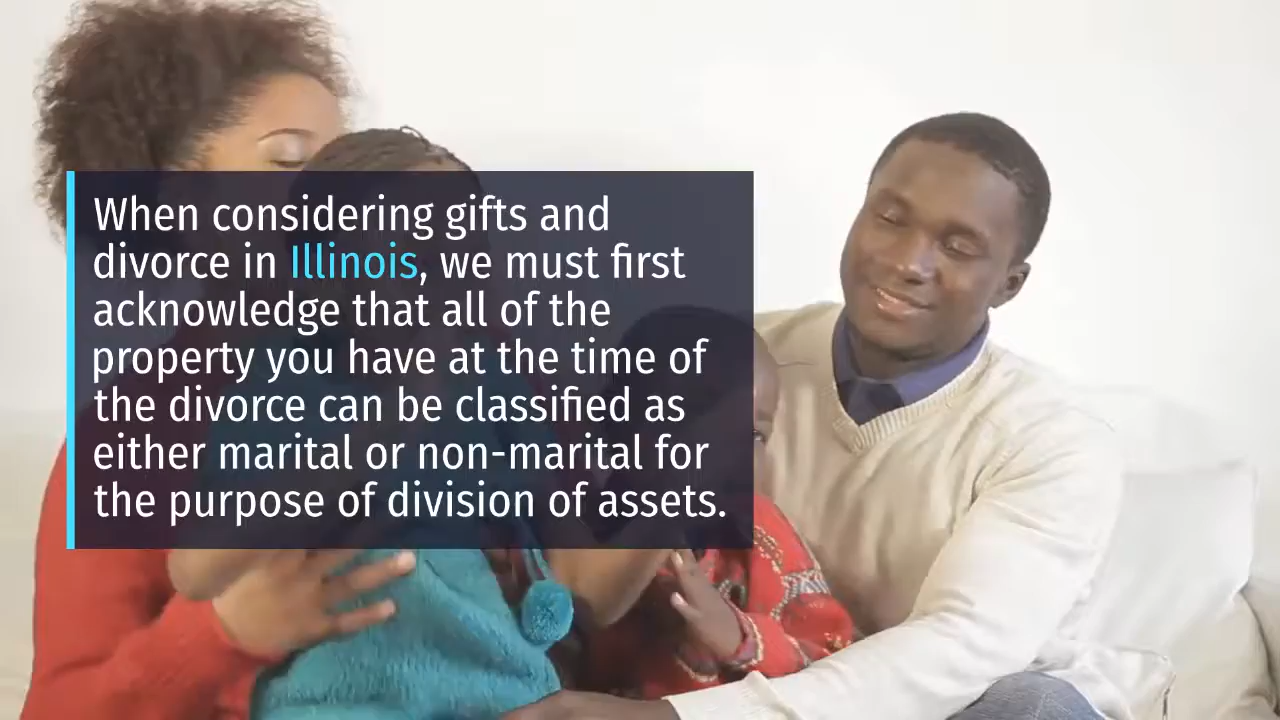 When considering gifts and
divorce in Illinois, we must first
acknowledge that all of the
property you have at the time of
the divorce can be classified as
either marital or non-marital for
the purpose of division of assets.